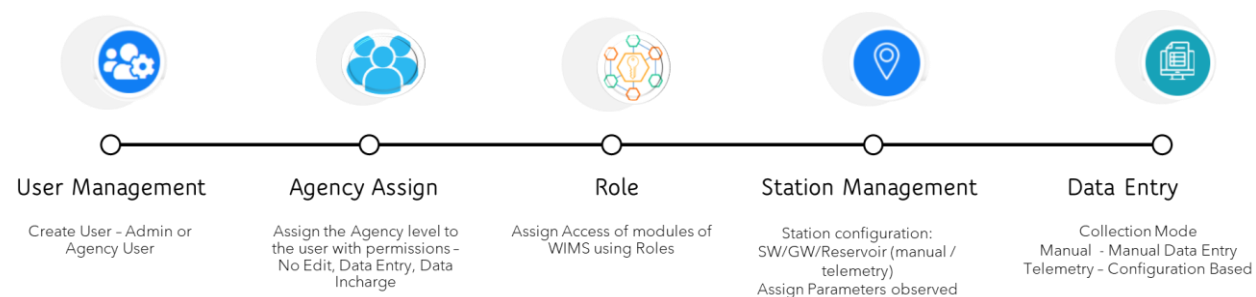 User Management
Create User – Admin or
Agency User
Agency Assign
Assign the Agency level to
the user with permissions –
No Edit, Data Entry, Data
Incharge
Role
Assign Access of modules of
WIMS using Roles
Station Management
Station configuration:
SW/GW/Reservoir (manual /
telemetry)
Assign Parameters observed
Data Entry
Collection Mode
Manual - Manual Data Entry
Telemetry – Configuration Based